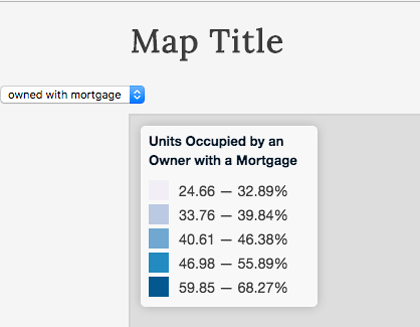 Map Title
owned with mortgage
Units Occupied by an
Owner with a Mortgage
24.66 — 32.89%
33.76 — 39.84%
40.61 — 46.38%
46.98 — 55.89%
59.85 — 68.27%